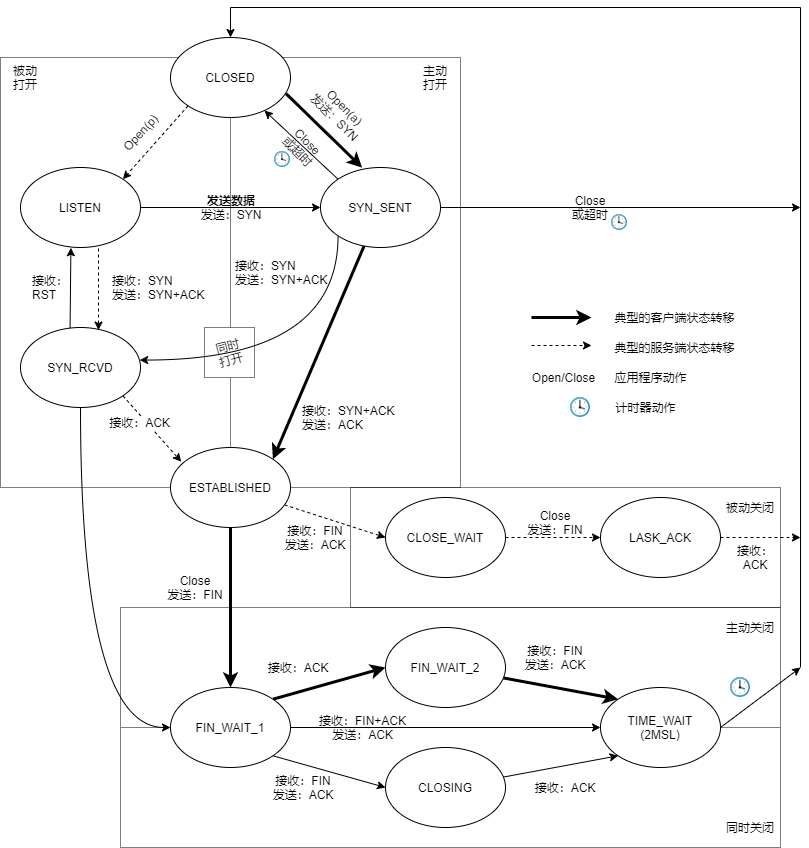 被动
打开
主动
打开
CLOSED
Open(a)
发送：SYN
Open(p)
Close
或超时
LISTEN
发送数据
发送：SYN
SYN_SENT
Close
或超时
接收：
RST
接收：SYN
发送：SYN+ACK
接收：SYN
发送：SYN+ACK
典型的客户端状态转移
典型的服务端状态转移
Open/Close
应用程序动作
计时器动作
同时
打开
SYN_RCVD
接收：ACK
接收：SYN+ACK
发送：ACK
ESTABLISHED
接收：FIN
发送：ACK
CLOSE_WAIT
Close
发送：FIN
LASK_ACK
被动关闭
接收：
ACK
Close
发送：FIN
主动关闭
接收：ACK
FIN_WAIT_2
接收：FIN
发送：ACK
FIN_WAIT_1
接收：FIN+ACK
发送：ACK
TIME_WAIT
(2MSL)
接收：FIN
发送：ACK
CLOSING
接收：ACK
同时关闭